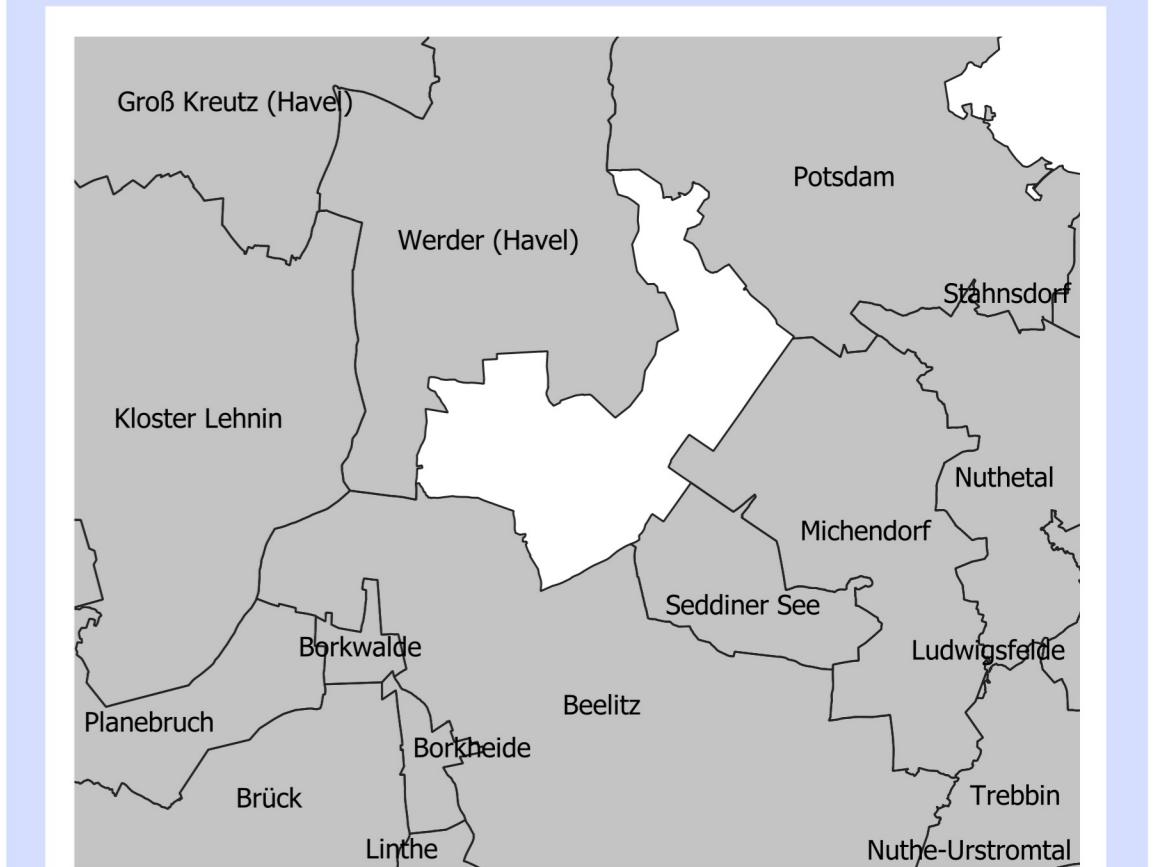 Groß Kreutz (Havel)
Potsdam
Werder (Havel)
Stahnsdorf
Kloster Lehnin
Nuthetal
Michendorf
Seddiner See
Borkwalde
Ludwigsfelde
Beelitz
Planebruch
Borkheide
Brück
Trebbin
Linthe
Nuthe-Urstromtal